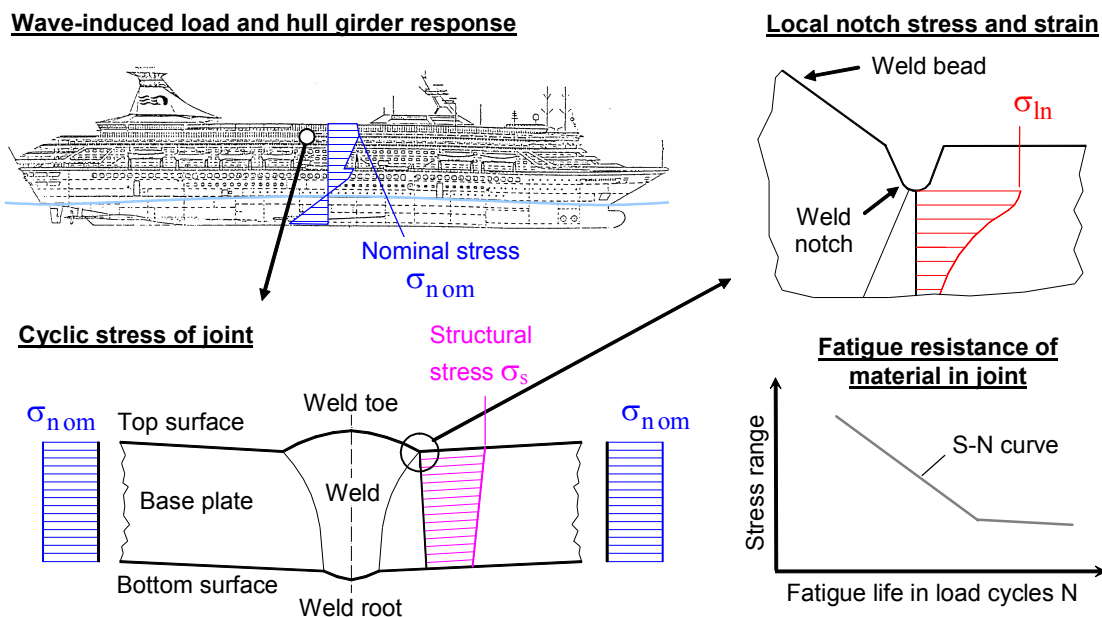 Wave-induced load and hull girder response
Nominal stress
σnom
Local notch stress and strain
Weld bead
σln
Weld
notch
Cyclic stress of joint
Structural
stress σs
σnom
Top surface
Weld toe
σnom
Base plate
Weld
Bottom surface
Weld root
Fatigue resistance of
material in joint
Stress range
S-N curve
Fatigue life in load cycles N